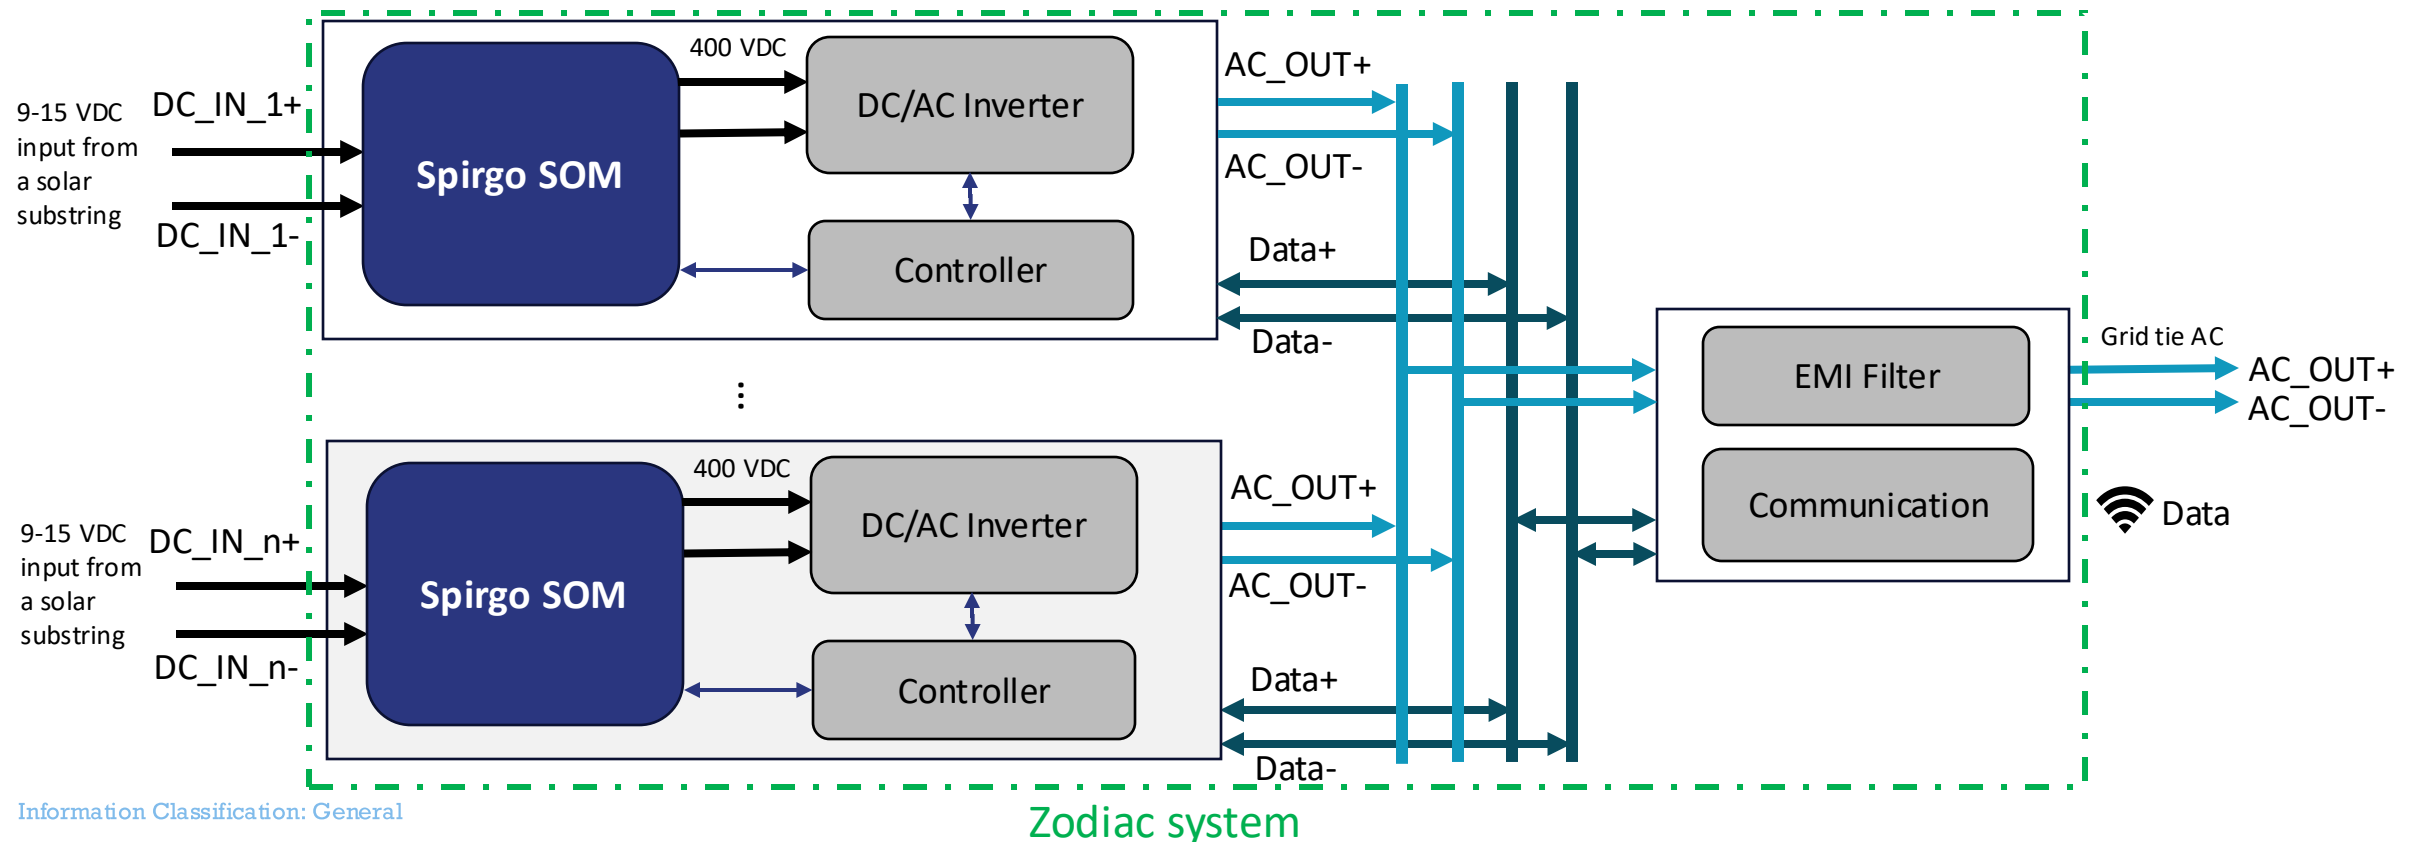 400 VDC
AC_OUT+
DC_IN_1+
9-15 VDC
input from
a solar
substring
DC/AC Inverter
Spirgo SOM
AC_OUT-
DC_IN_1-
Data+
Controller
Data-
Grid tie AC
EMI Filter
AC_OUT+
AC_OUT-
...
400 VDC
AC_OUT+
Communication
Data
9-15 VDC
input from
a solar
substring
DC_IN_n+
DC/AC Inverter
Spirgo SOM
AC_OUT-
DC_IN_n-
Data+
Controller
Data-
Information Classification: General
Zodiac system